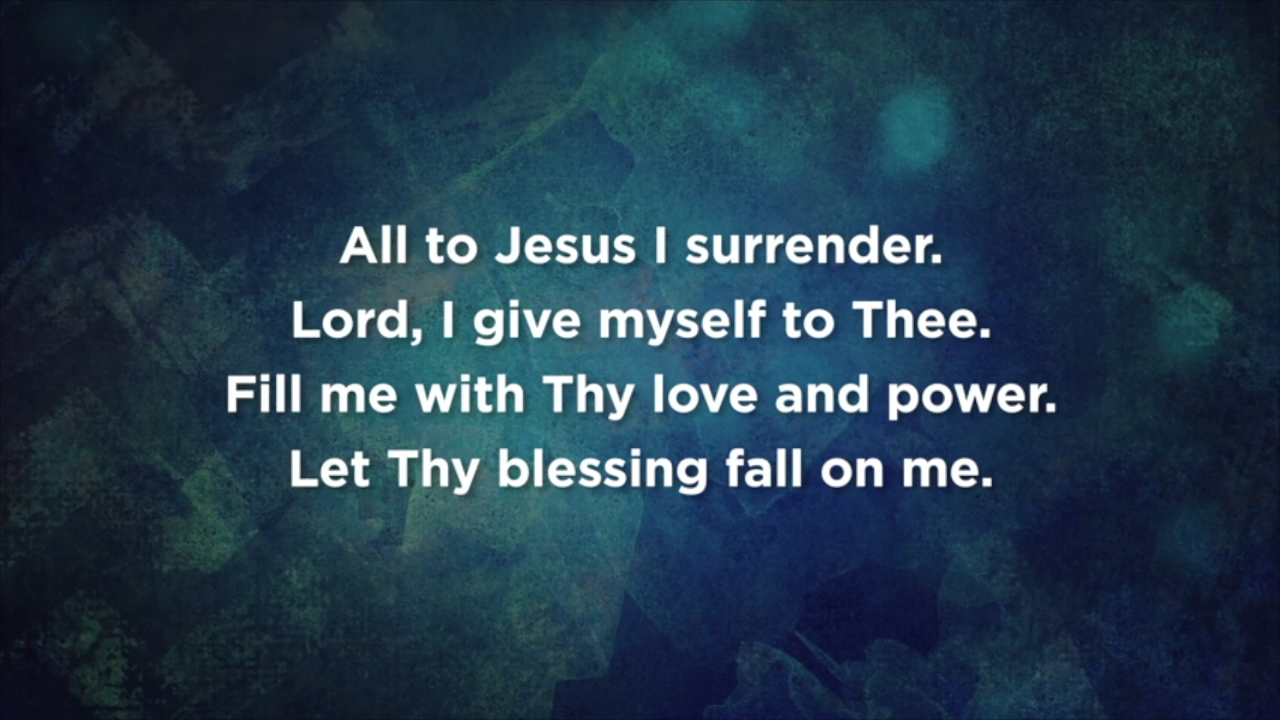 All to Jesus I surrender.
Lord, I give myself to Thee.
Fill me with Thy love and power.
Let Thy blessing fall on me.